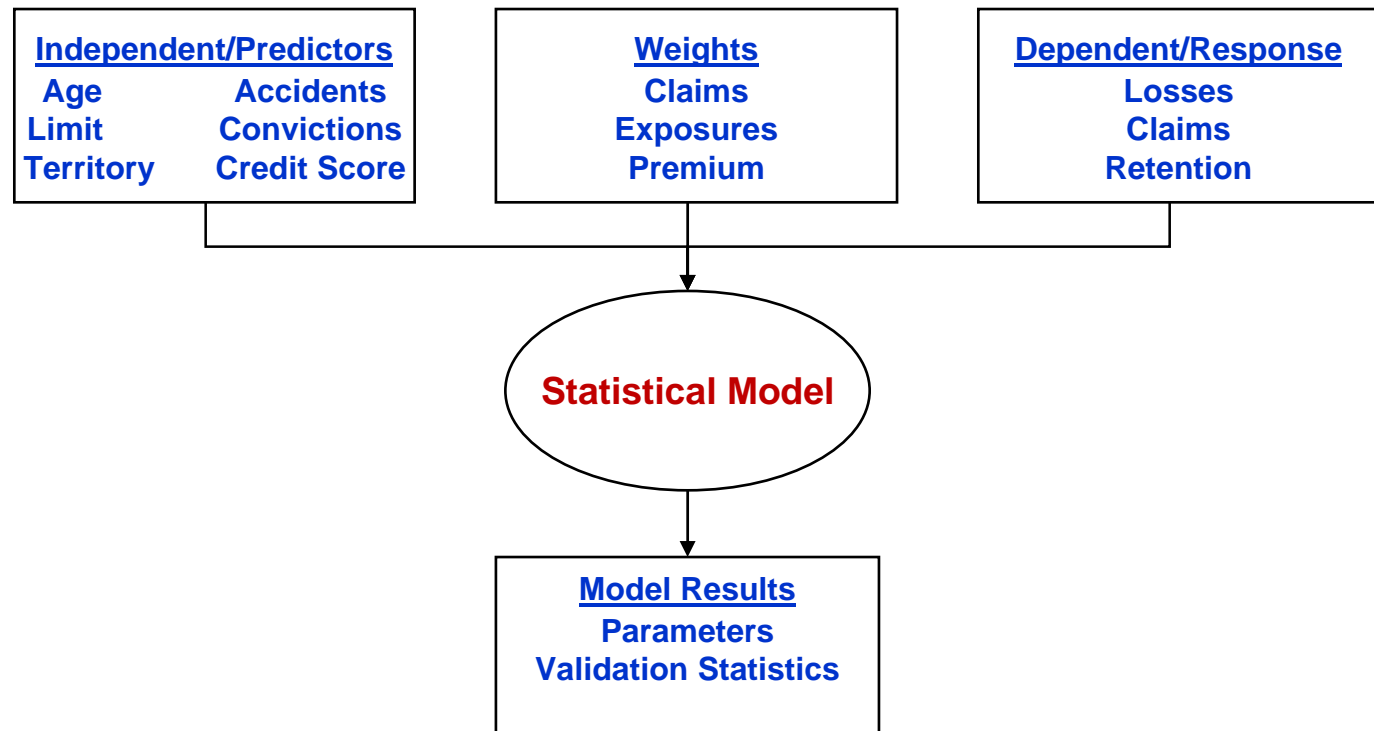 Independent/Predictors
Age Accidents
Limit Convictions
Territory Credit Score
Weights
Claims
Exposures
Premium
Dependent/Response
Losses
Claims
Retention
Statistical Model
Model Results
Parameters
Validation Statistics